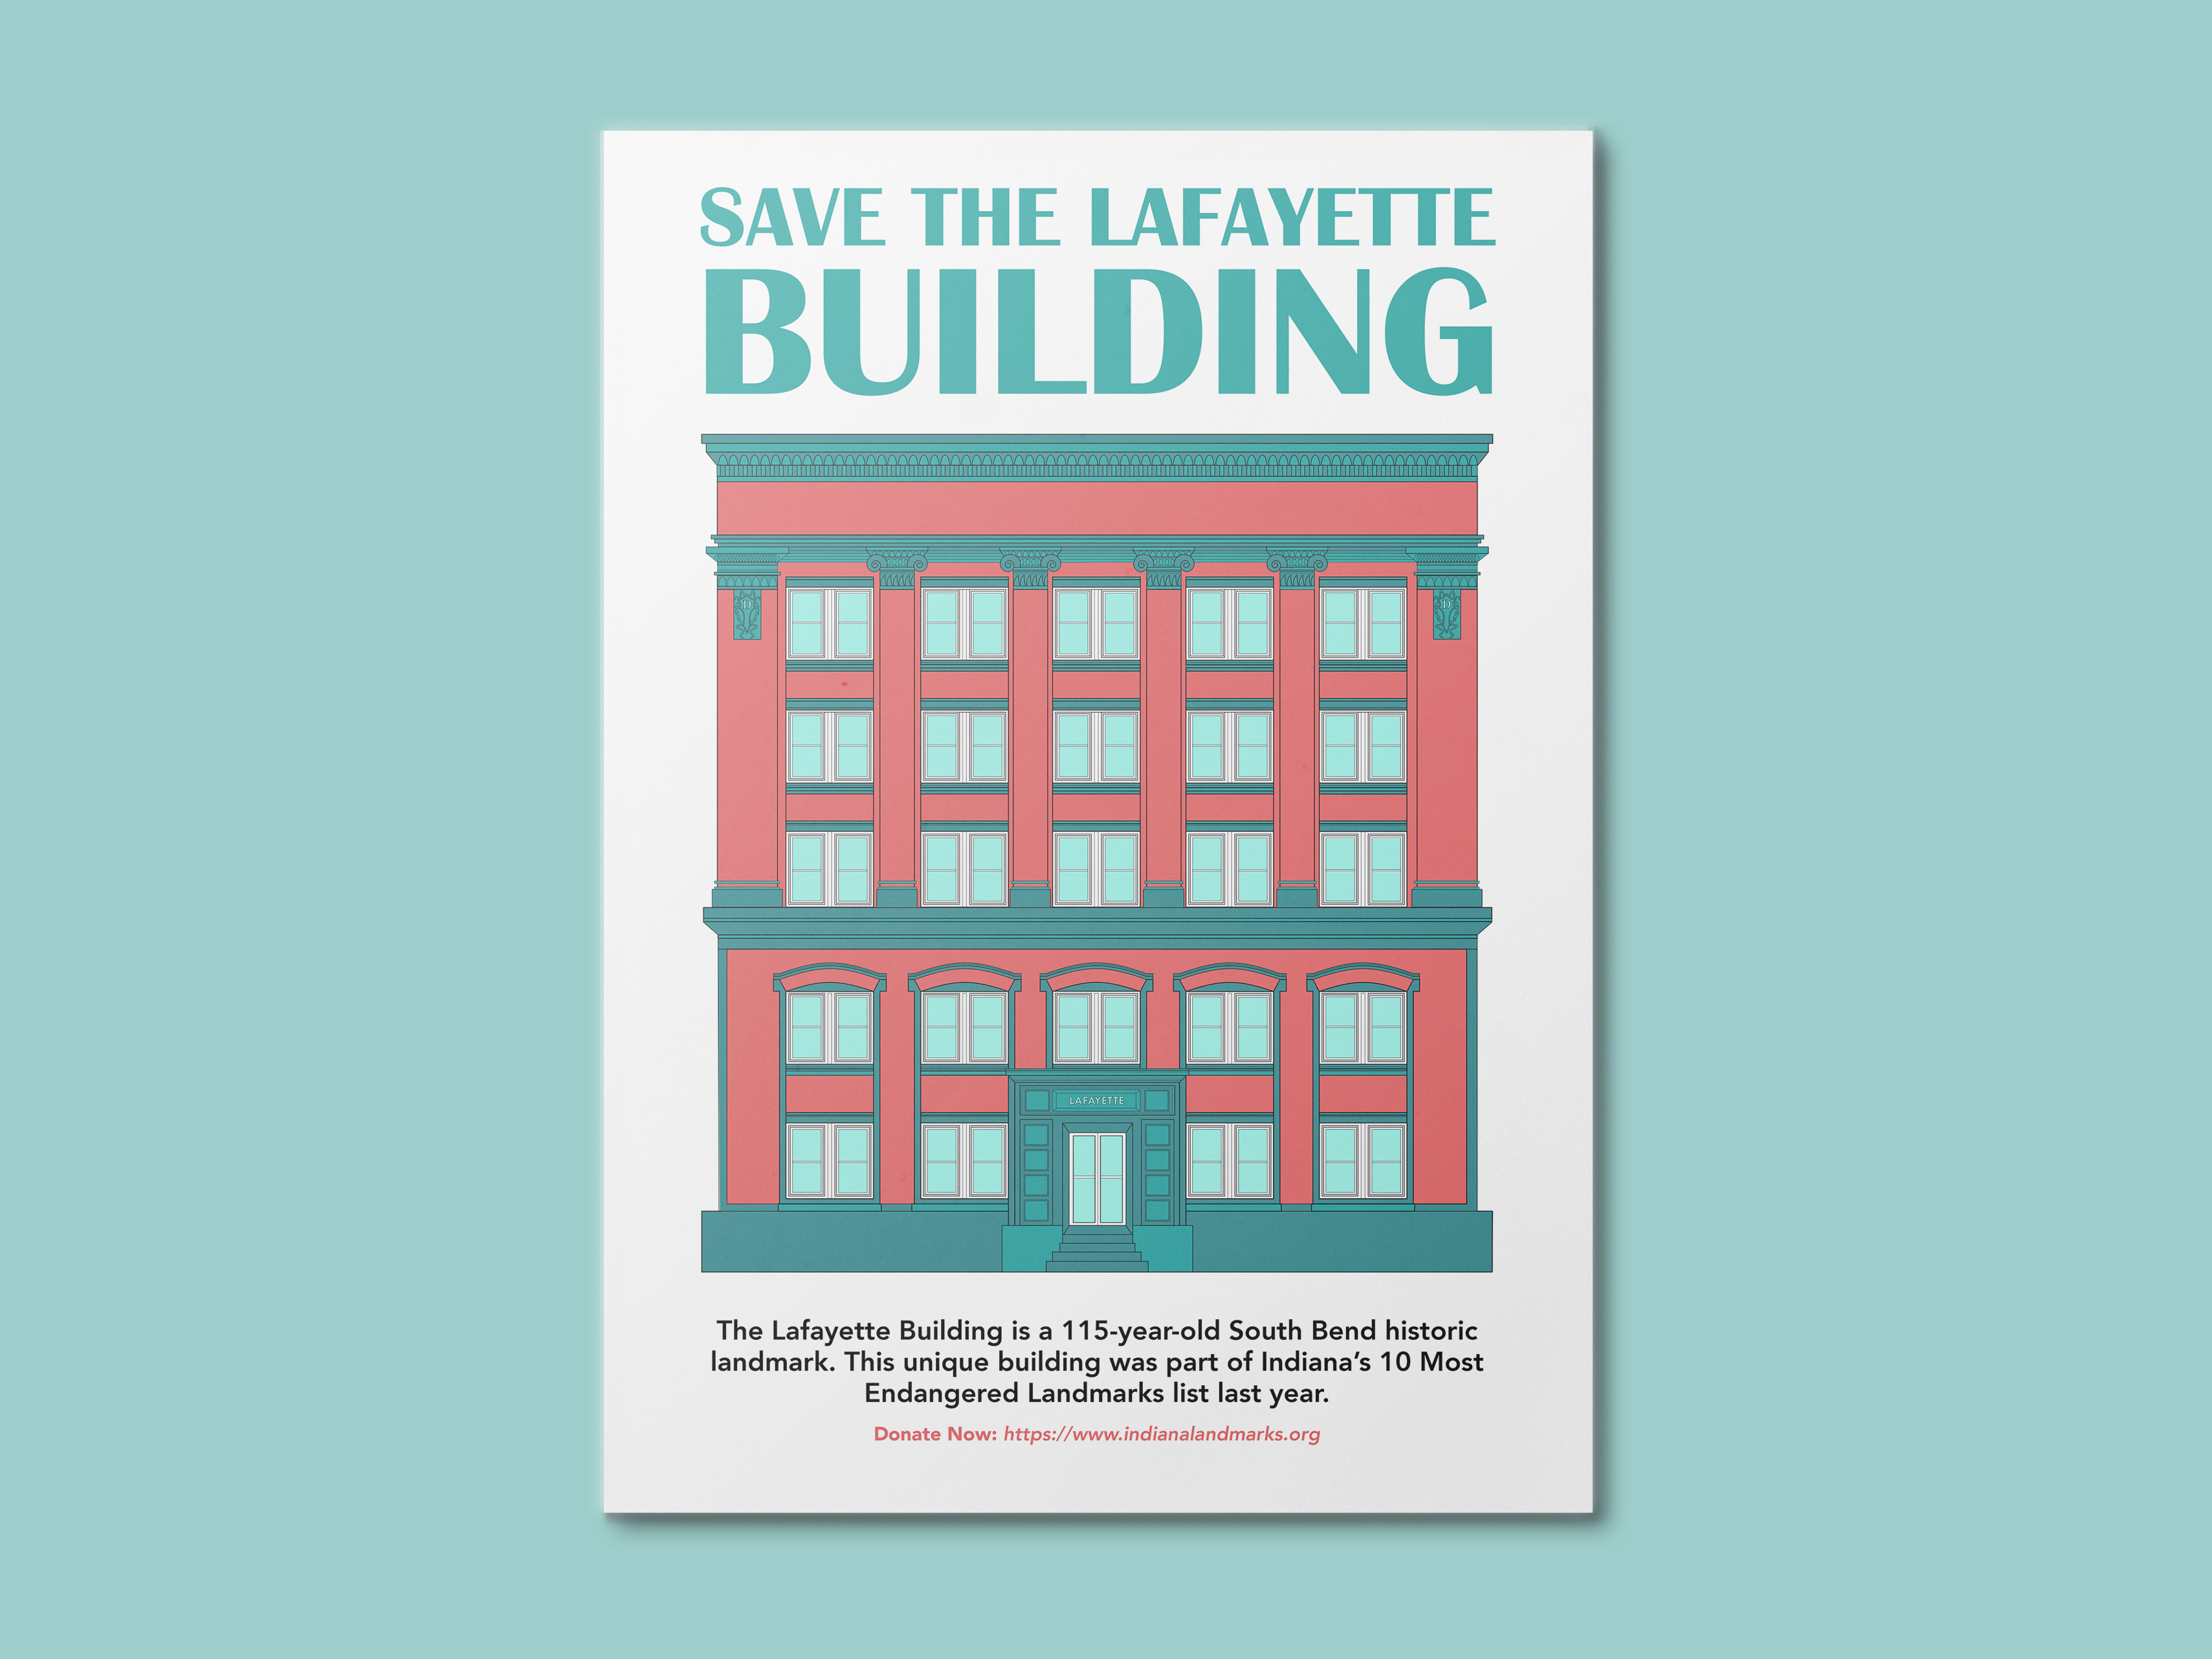 SAVE THE LAFAYETTE
BUILDING
D
D
LAFAYETTE
The Lafayette Building is a 115-year-old South Bend historic
landmark. This unique building was part of Indiana’s 10 Most
Endangered Landmarks list last year.
Donate Now: https://www.indianalandmarks.org